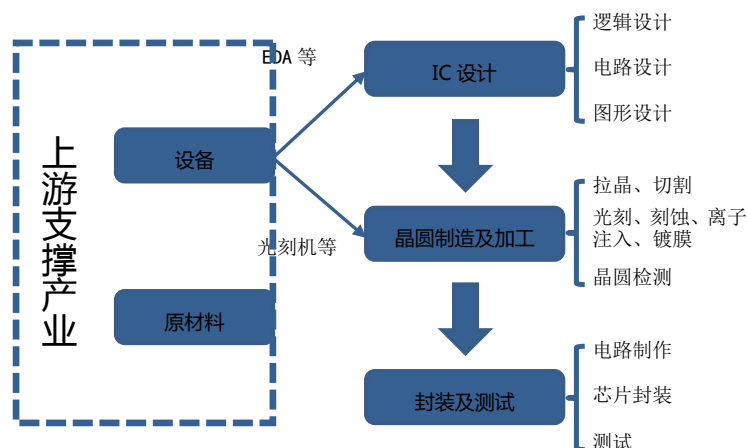 上游支撑产业
设备
原材料
EDA 等
光刻机等
IC 设计
逻辑设计
电路设计
图形设计
晶圆制造及加工
拉晶、切割
光刻、刻蚀、离子
注入、镀膜
晶圆检测
封装及测试
电路制作
芯片封装
测试